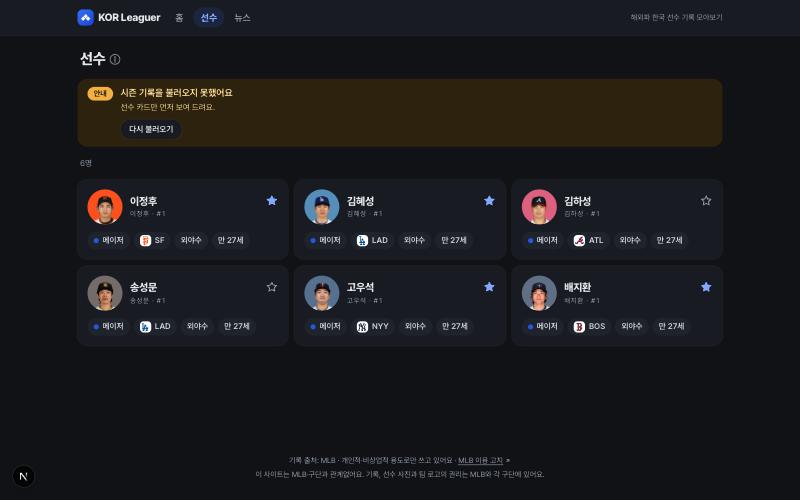 KOR Leaguer 홈 선수 뉴스 해외파 한국 선수 기록 모아보기
선수
안내 시즌 기록을 불러오지 못했어요
선수 카드만 먼저 보여 드려요.
다시 불러오기
6명
이정후
이정후 · #1
메이저 SF 외야수 만 27세
김혜성
김혜성 · #1
메이저 LAD 외야수 만 27세
김하성
김하성 · #1
메이저 ATL 외야수 만 27세
송성문
송성문 · #1
메이저 LAD 외야수 만 27세
고우석
고우석 · #1
메이저 NYY 외야수 만 27세
배지환
배지환 · #1
메이저 BOS 외야수 만 27세
기록 출처: MLB · 개인적·비상업적 용도로만 쓰고 있어요 · MLB 이용 고지 ↗
이 사이트는 MLB·구단과 관계없어요. 기록, 선수 사진과 팀 로고의 권리는 MLB와 각 구단에 있어요.
N